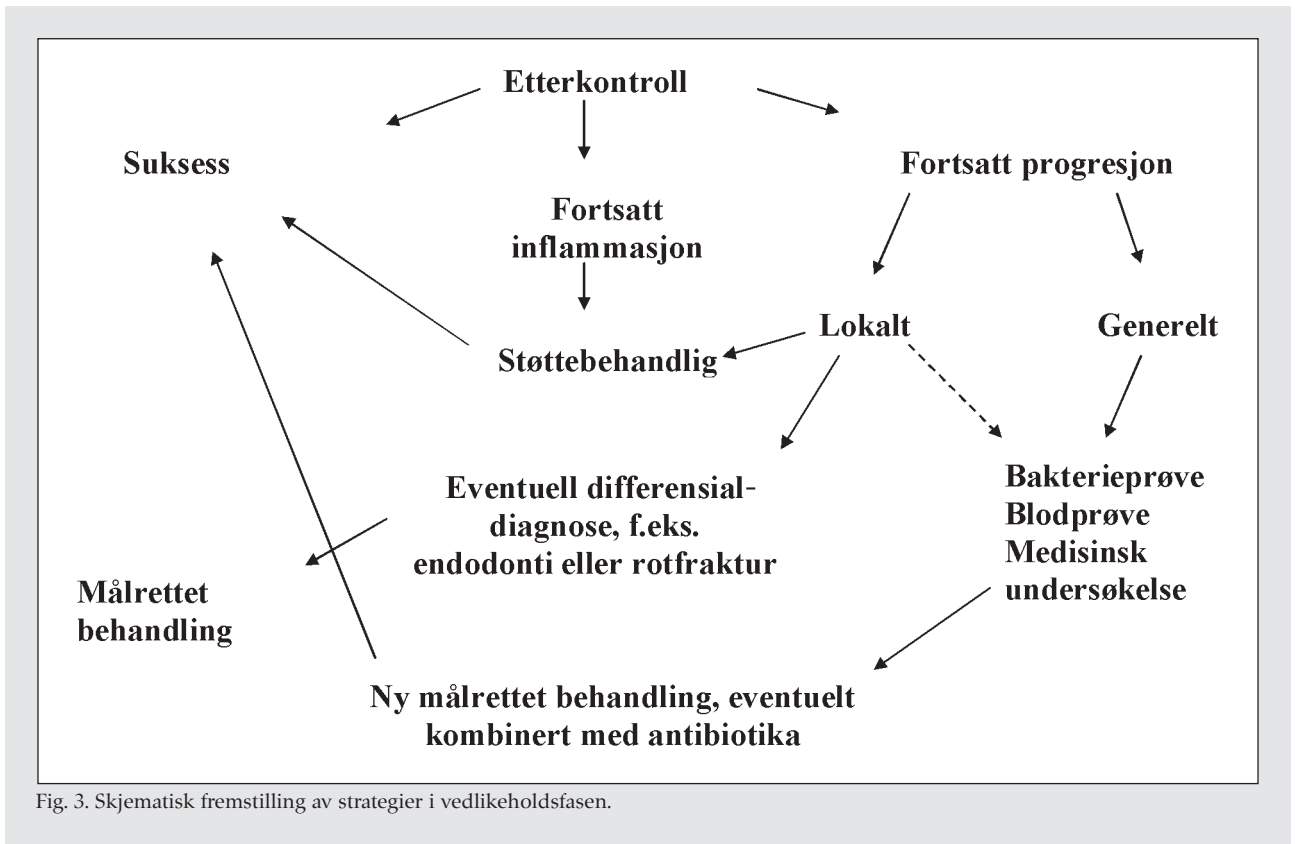 Etterkontroll
Suksess
Fortsatt progresjon
Fortsatt
inflammasjon
Lokalt
Generelt
Støttebehandlig
Eventuell differensial-
diagnose, f.eks.
endodonti eller rotfraktur
Bakterieprøve
Blodprøve
Medisinsk
undersøkelse
Målrettet
behandling
Ny målrettet behandling, eventuelt
kombinert med antibiotika
Fig. 3. Skjematisk fremstilling av strategier i vedlikeholdsfasen.